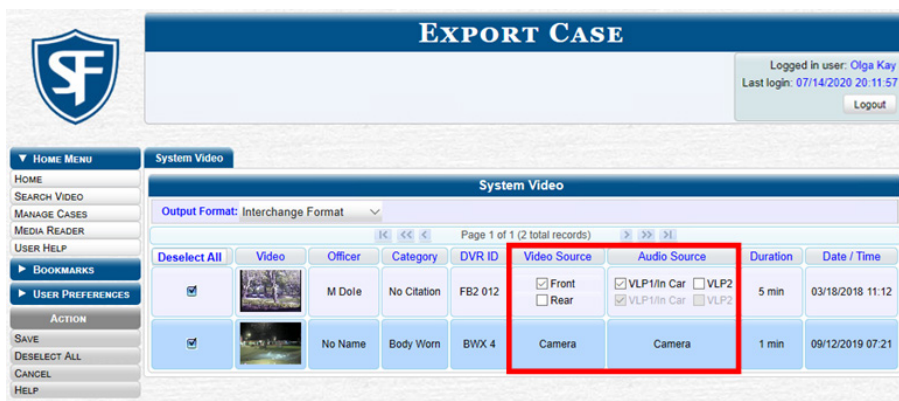 SF
EXPORT CASE
Logged in user: Olga Kay
Last login: 07/14/2020 20:11:57
Logout
▼ HOME MENU
HOME
SEARCH VIDEO
MANAGE CASES
MEDIA READER
USER HELP
► BOOKMARKS
► USER PREFERENCES
ACTION
SAVE
DESELECT ALL
CANCEL
HELP
System Video
System Video
Output Format: Interchange Format
Page 1 of 1 (2 total records)
Deselect All Video Officer Category DVR ID Video Source Audio Source Duration Date / Time
M Dole No Citation FB2 012 Front VLP1/In Car VLP2 5 min 03/18/2018 11:12
Rear VLP1/In Car VLP2
No Name Body Worn BWX 4 Camera Camera 1 min 09/12/2019 07:21